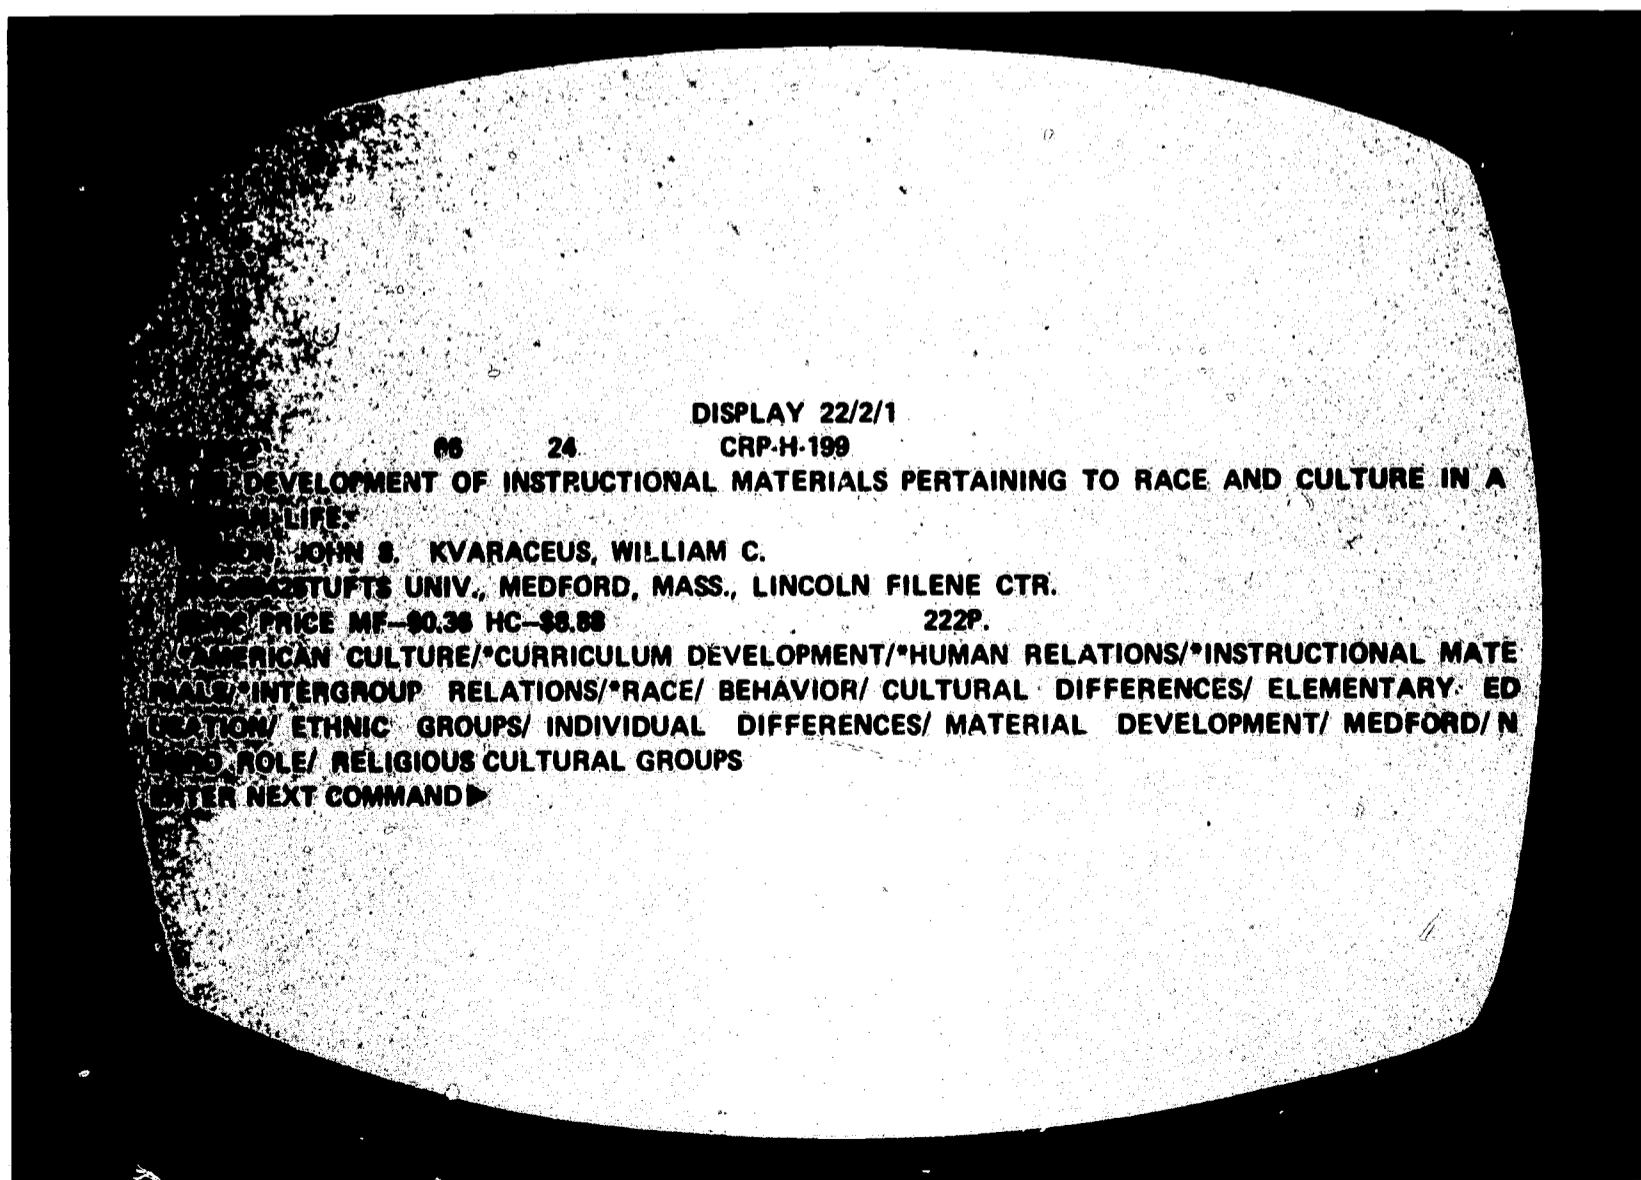 DISPLAY 22/2/1
24 CRP-H-199
DEVELOPMENT OF INSTRUCTIONAL MATERIALS PERTAINING TO RACE AND CULTURE IN A
LIFE.
JOHN S. KVARACEUS, WILLIAM C.
TUFTS UNIV., MEDFORD, MASS., LINCOLN FILENE CTR.
PRICE MF-$0.36 HC-$8.88 222P.
*AMERICAN CULTURE/*CURRICULUM DEVELOPMENT/*HUMAN RELATIONS/*INSTRUCTIONAL MATE
RIALS/*INTERGROUP RELATIONS/*RACE/ BEHAVIOR/ CULTURAL DIFFERENCES/ ELEMENTARY ED
UCATION/ ETHNIC GROUPS/ INDIVIDUAL DIFFERENCES/ MATERIAL DEVELOPMENT/ MEDFORD/ N
ROLE/ RELIGIOUS CULTURAL GROUPS
ENTER NEXT COMMAND▶